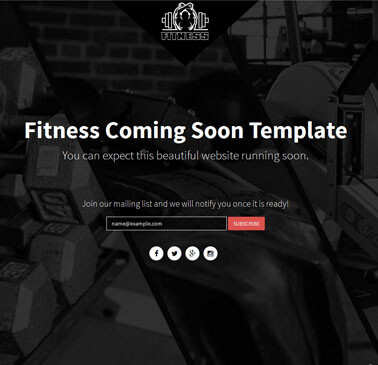 FITNESS
Fitness Coming Soon Template
You can expect this beautiful website running soon.
Join our mailing list and we will notify you once it is ready!
name@example.com
SUBSCRIBE